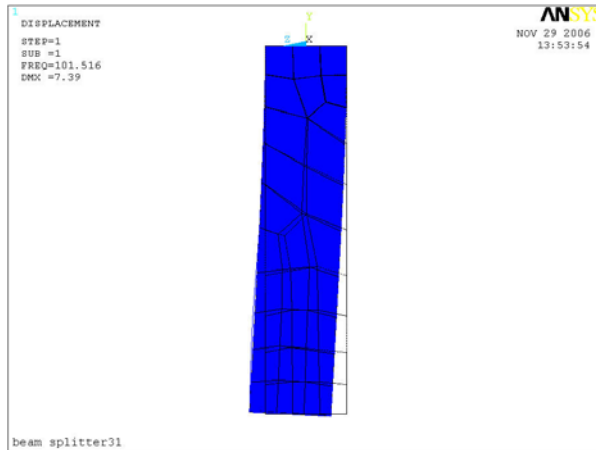 1
DISPLACEMENT
STEP=1
SUB =1
FREQ=101.516
DMX =7.39
Y
Z X
ANSYS
NOV 29 2006
13:53:54
beam splitter31